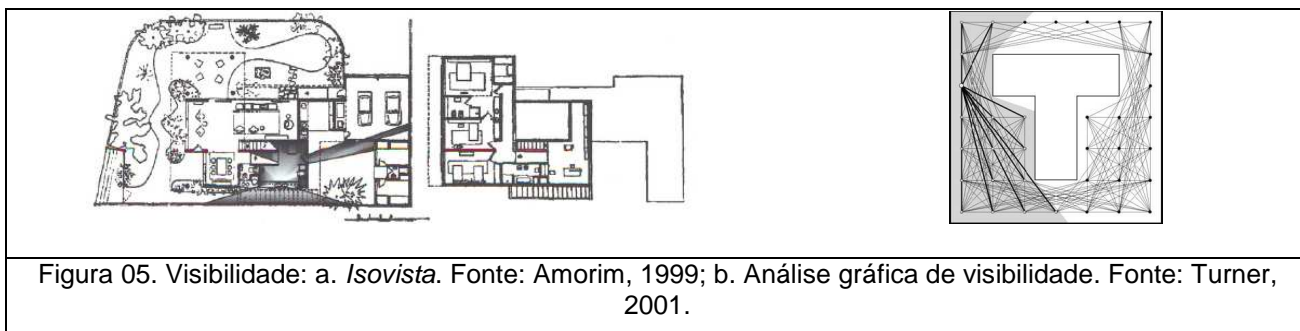 Figura 05. Visibilidade: a. Isovista. Fonte: Amorim, 1999; b. Análise gráfica de visibilidade. Fonte: Turner,
2001.